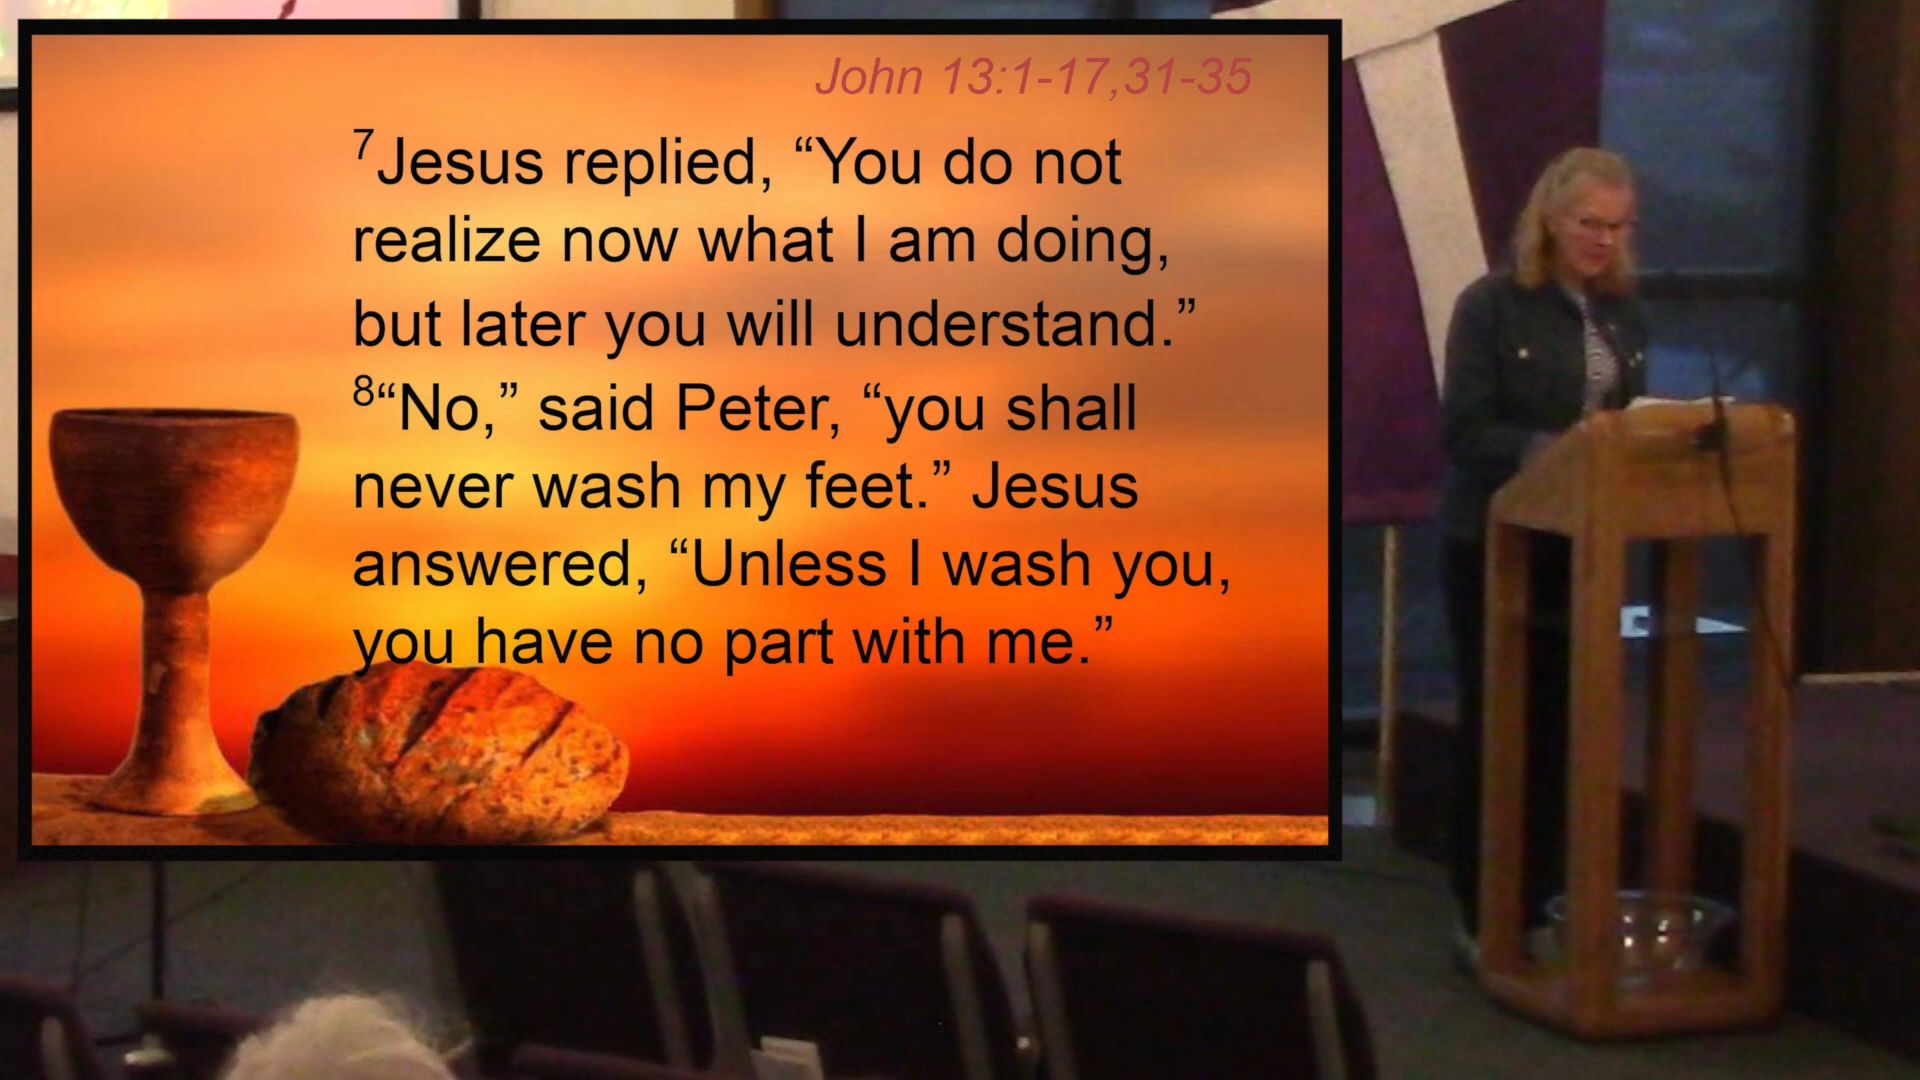 John 13:1-17,31-35
7Jesus replied, “You do not
realize now what I am doing,
but later you will understand.”
8“No,” said Peter, “you shall
never wash my feet.” Jesus
answered, “Unless I wash you,
you have no part with me.”